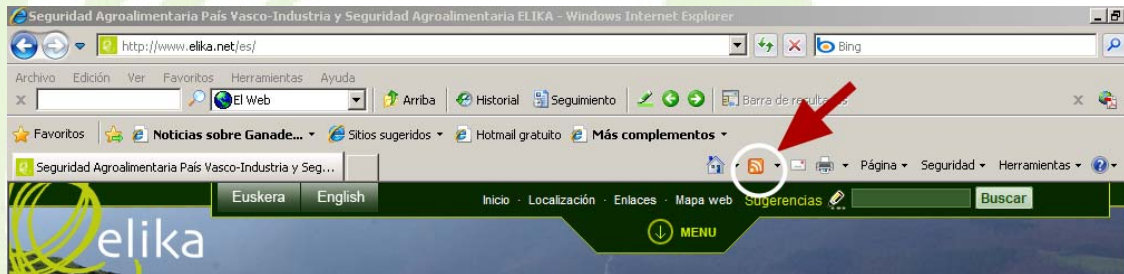 Seguridad Agroalimentaria País Vasco-Industria y Seguridad Agroalimentaria ELIKA - Windows Internet Explorer
http://www.elika.net/es/ Bing
Archivo Edición Ver Favoritos Herramientas Ayuda
El Web Arriba Historial Seguimiento Barra de
Favoritos Noticias sobre Ganade... Sitios sugeridos Hotmail gratuito Más complementos
Seguridad Agroalimentaria País Vasco-Industria y Seg... Página Seguridad Herramientas
Euskera English Inicio · Localización · Enlaces · Mapa web Sugerencias Buscar
elika MENU